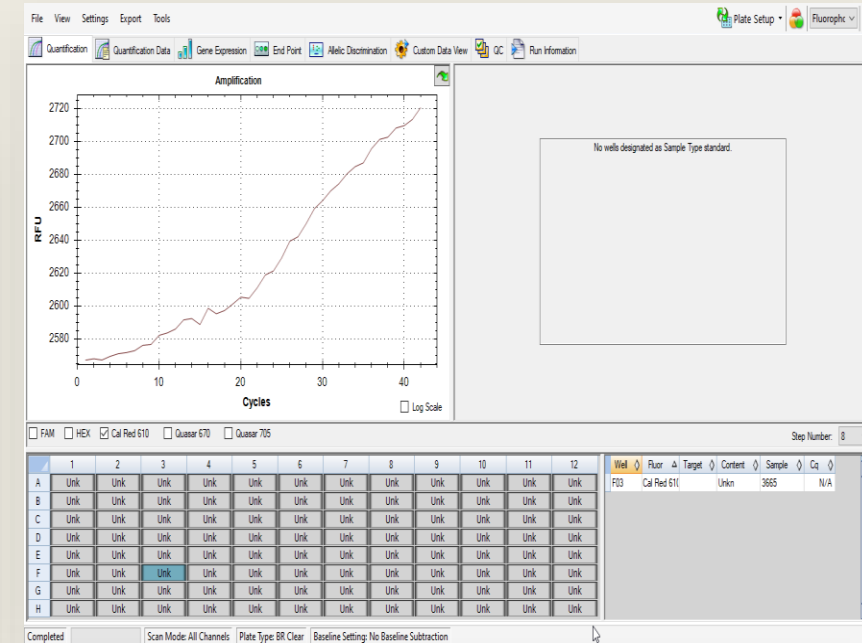 File View Settings Export Tools Plate Setup Fluoropho
Quantification Quantification Data Gene Expression End Point Allelic Discrimination Custom Data View QC Run Information
Amplification
2720
2700
2680
2660
2640
2620
2600
2580
RFU
0 10 20 30 40
Cycles
Log Scale
No wells designated as Sample Type standard.
FAM HEX Cal Red 610 Quasar 670 Quasar 705 Step Number: 8
1 2 3 4 5 6 7 8 9 10 11 12
A Unk Unk Unk Unk Unk Unk Unk Unk Unk Unk Unk Unk
B Unk Unk Unk Unk Unk Unk Unk Unk Unk Unk Unk Unk
C Unk Unk Unk Unk Unk Unk Unk Unk Unk Unk Unk Unk
D Unk Unk Unk Unk Unk Unk Unk Unk Unk Unk Unk Unk
E Unk Unk Unk Unk Unk Unk Unk Unk Unk Unk Unk Unk
F Unk Unk Unk Unk Unk Unk Unk Unk Unk Unk Unk Unk
G Unk Unk Unk Unk Unk Unk Unk Unk Unk Unk Unk Unk
H Unk Unk Unk Unk Unk Unk Unk Unk Unk Unk Unk Unk
Well Fluor Target Content Sample Cq
F03 Cal Red 610 Unkn 3665 N/A
Completed Scan Mode: All Channels Plate Type: BR Clear Baseline Setting: No Baseline Subtraction